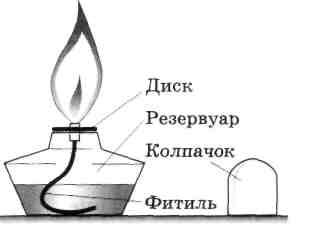 Диск
Резервуар
Колпачок
Фитиль